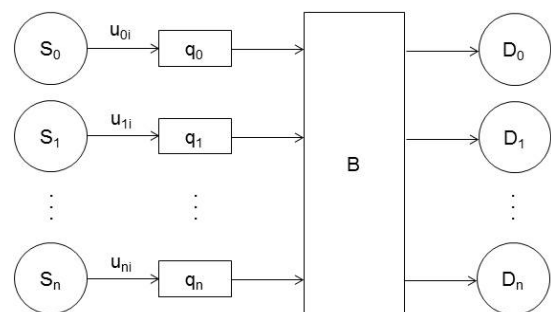 S₀ u₀ᵢ q₀ D₀
S₁ u₁ᵢ q₁ B D₁
⋮ ⋮ ⋮
Sₙ uₙᵢ qₙ Dₙ